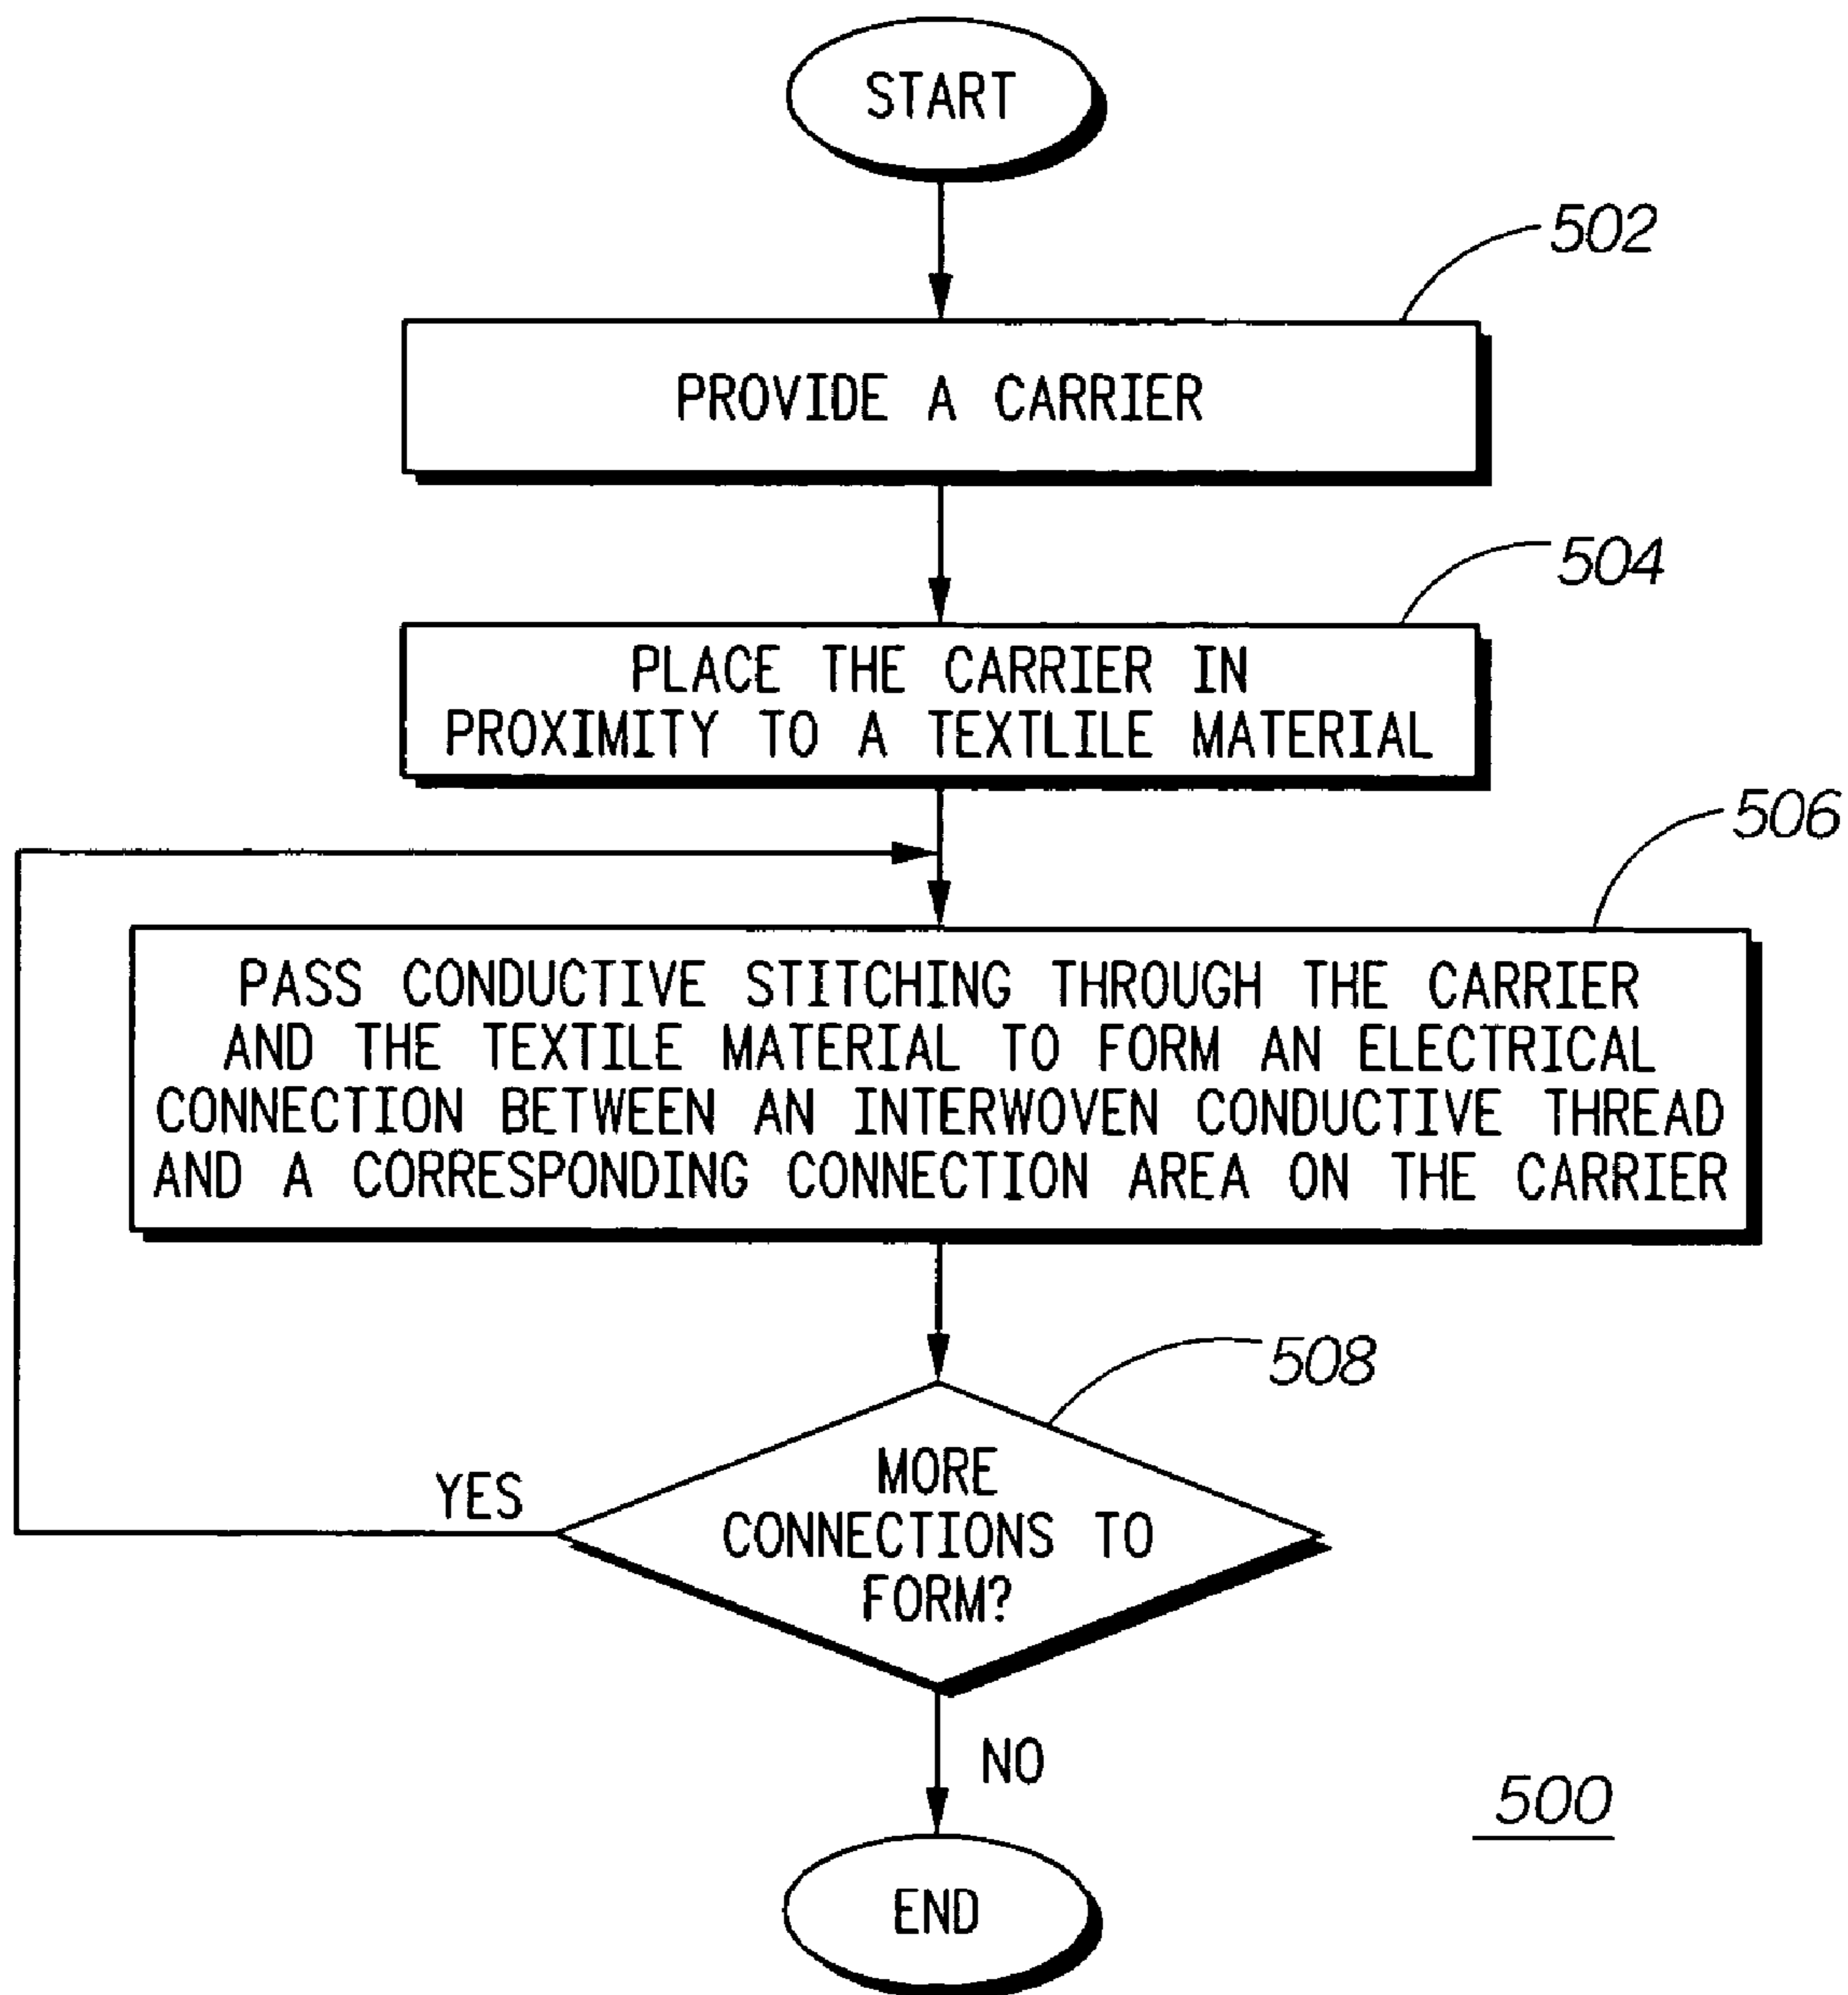 START
502
PROVIDE A CARRIER
504
PLACE THE CARRIER IN
PROXIMITY TO A TEXTLILE MATERIAL
506
PASS CONDUCTIVE STITCHING THROUGH THE CARRIER
AND THE TEXTILE MATERIAL TO FORM AN ELECTRICAL
CONNECTION BETWEEN AN INTERWOVEN CONDUCTIVE THREAD
AND A CORRESPONDING CONNECTION AREA ON THE CARRIER
508
MORE
CONNECTIONS TO
FORM?
YES
NO
500
END